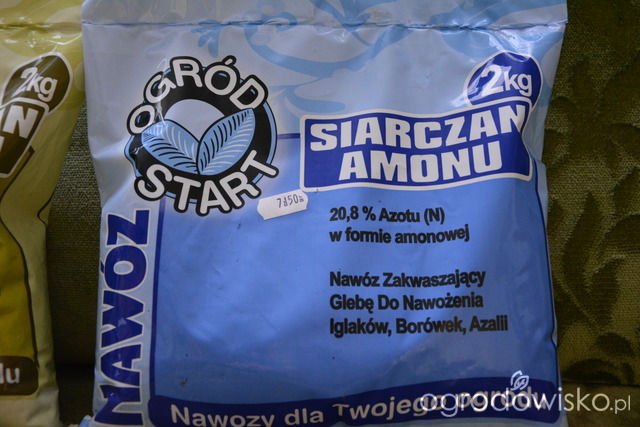 2kg
OGRÓD
START
2kg
SIARCZAN
AMONU
20,8 % Azotu (N)
w formie amonowej
Nawóz Zakwaszający
Glebę Do Nawożenia
Iglaków, Borówek, Azalii
NAWÓZ
Nawozy dla Twojego
ogrodowisko.pl